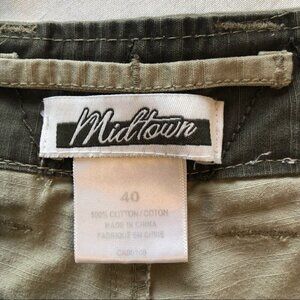 Midtown
40
100% COTTON/COTON
MADE IN CHINA
FABRIQUÉ EN CHINE